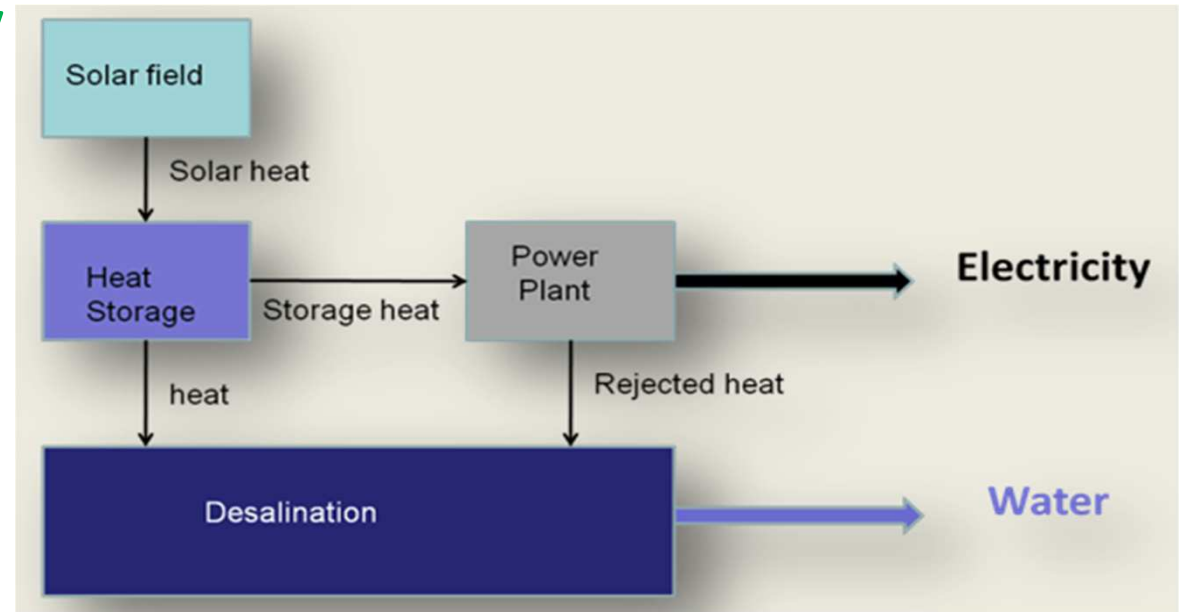 Solar field
Solar heat
Heat
Storage
Storage heat
Power
Plant
Electricity
heat
Rejected heat
Desalination
Water